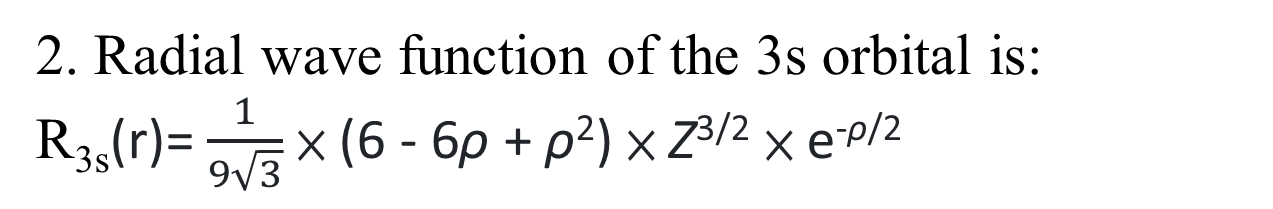 2. Radial wave function of the 3s orbital is:
R₃ₛ(r)= 1/9√3 × (6 - 6ρ + ρ²) × Z³/² × e⁻ρ/²